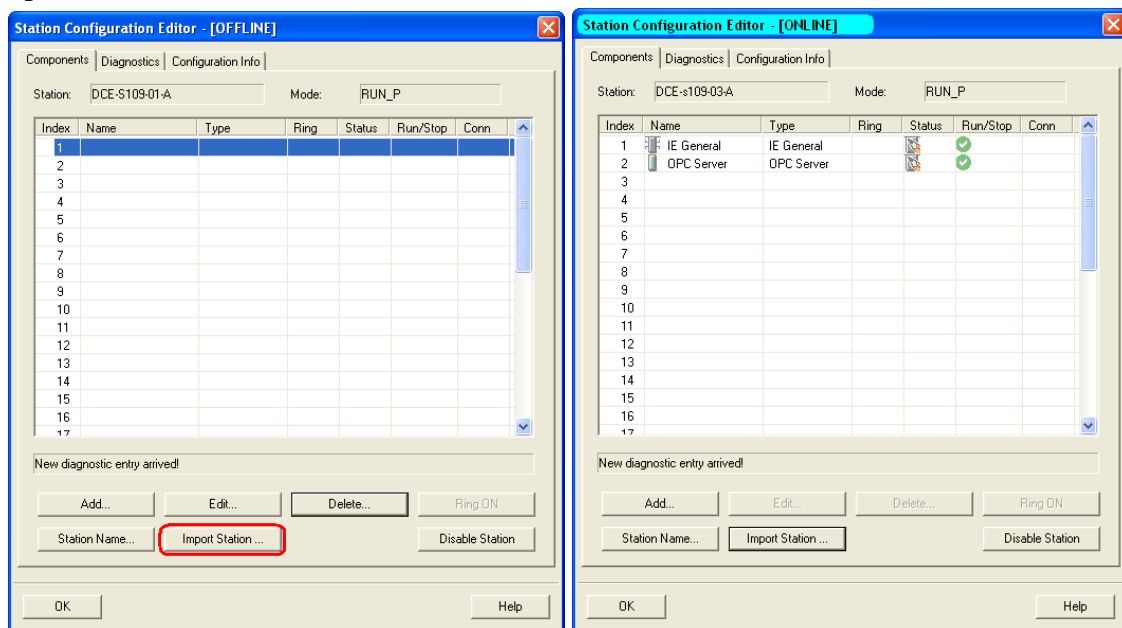 Station Configuration Editor - [OFFLINE]
Components Diagnostics Configuration Info
Station: DCE-S109-01-A Mode: RUN_P
Index Name Type Ring Status Run/Stop Conn
1
2
3
4
5
6
7
8
9
10
11
12
13
14
15
16
17
New diagnostic entry arrived!
Add... Edit... Delete... Ring ON
Station Name... Import Station ... Disable Station
OK Help
Station Configuration Editor - [ONLINE]
Components Diagnostics Configuration Info
Station: DCE-s109-03-A Mode: RUN_P
Index Name Type Ring Status Run/Stop Conn
1 IE General IE General
2 OPC Server OPC Server
3
4
5
6
7
8
9
10
11
12
13
14
15
16
17
New diagnostic entry arrived!
Add... Edit... Delete... Ring ON
Station Name... Import Station ... Disable Station
OK Help